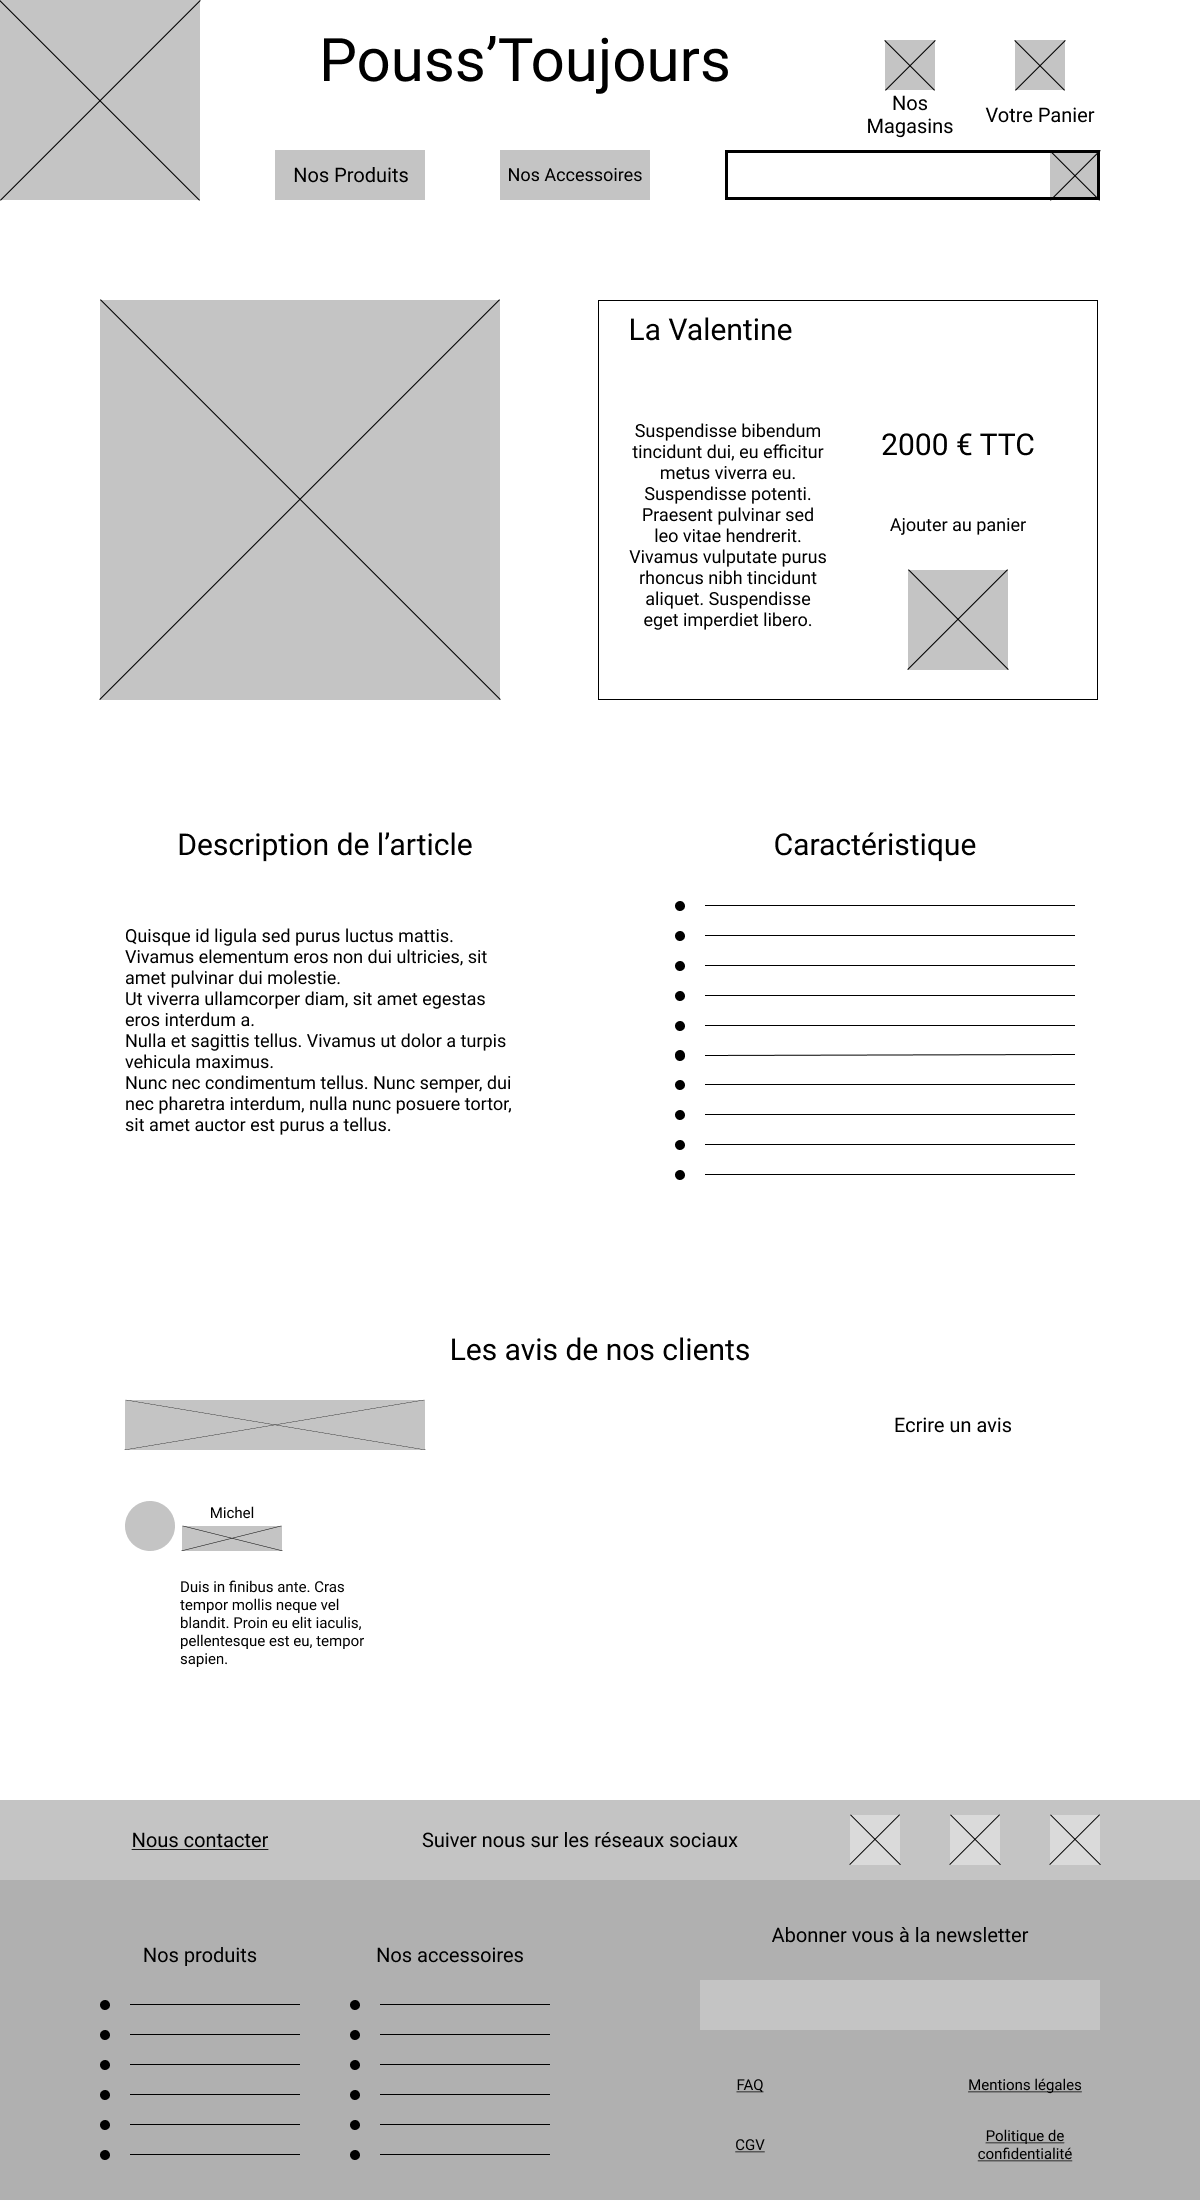 Pouss’Toujours
Nos
Magasins
Votre Panier
Nos Produits
Nos Accessoires
La Valentine
Suspendisse bibendum
tincidunt dui, eu efficitur
metus viverra eu.
Suspendisse potenti.
Praesent pulvinar sed
leo vitae hendrerit.
Vivamus vulputate purus
rhoncus nibh tincidunt
aliquet. Suspendisse
eget imperdiet libero.
2000 € TTC
Ajouter au panier
Description de l’article
Quisque id ligula sed purus luctus mattis.
Vivamus elementum eros non dui ultricies, sit
amet pulvinar dui molestie.
Ut viverra ullamcorper diam, sit amet egestas
eros interdum a.
Nulla et sagittis tellus. Vivamus ut dolor a turpis
vehicula maximus.
Nunc nec condimentum tellus. Nunc semper, dui
nec pharetra interdum, nulla nunc posuere tortor,
sit amet auctor est purus a tellus.
Caractéristique
Les avis de nos clients
Ecrire un avis
Michel
Duis in finibus ante. Cras
tempor mollis neque vel
blandit. Proin eu elit iaculis,
pellentesque est eu, tempor
sapien.
Nous contacter
Suiver nous sur les réseaux sociaux
Nos produits
Nos accessoires
Abonner vous à la newsletter
FAQ
Mentions légales
CGV
Politique de
confidentialité